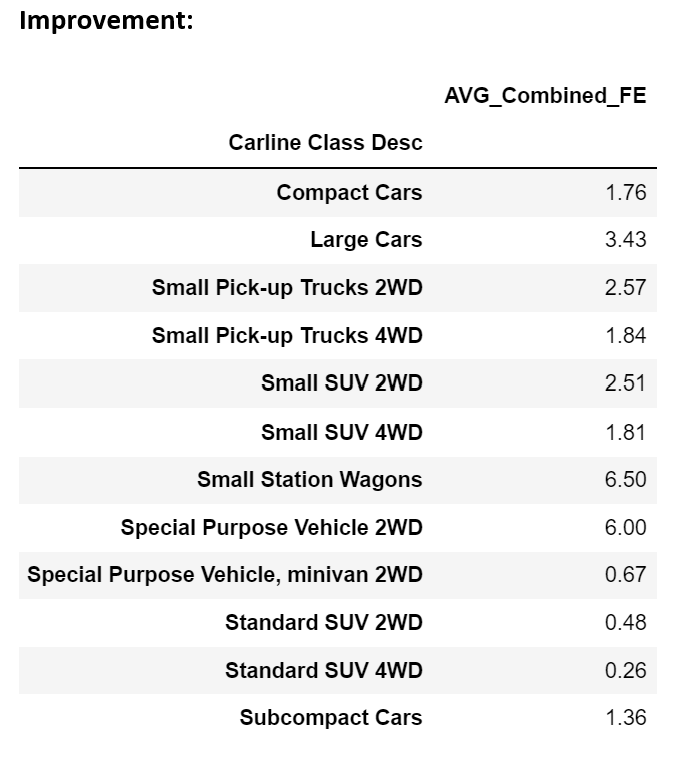 Improvement:
AVG_Combined_FE
Carline Class Desc
Compact Cars 1.76
Large Cars 3.43
Small Pick-up Trucks 2WD 2.57
Small Pick-up Trucks 4WD 1.84
Small SUV 2WD 2.51
Small SUV 4WD 1.81
Small Station Wagons 6.50
Special Purpose Vehicle 2WD 6.00
Special Purpose Vehicle, minivan 2WD 0.67
Standard SUV 2WD 0.48
Standard SUV 4WD 0.26
Subcompact Cars 1.36